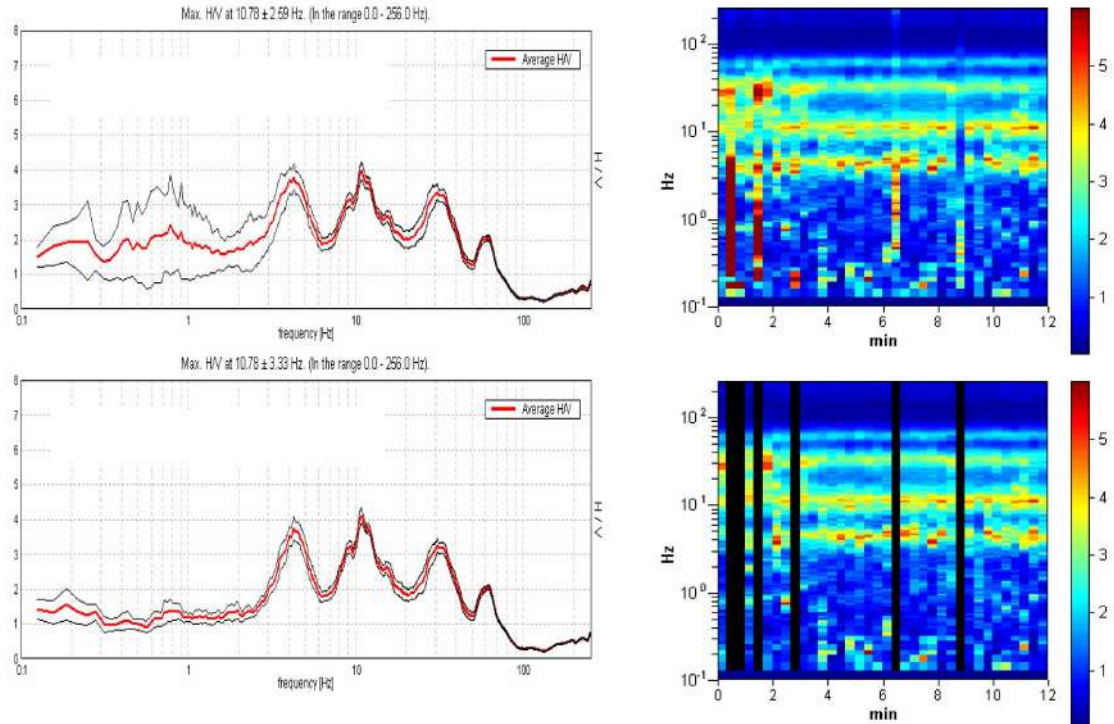 Max. H/V at 10.78 ± 2.59 Hz. (In the range 0.0 - 256.0 Hz).
8
7
6
5
4
3
2
1
0
Average H/V
H/V
0.1 1 10 100
frequency [Hz]
Hz
10² 
10¹
10⁰
10⁻¹
0 2 4 6 8 10 12
min
5
4
3
2
1
Max. H/V at 10.78 ± 3.33 Hz. (In the range 0.0 - 256.0 Hz).
8
7
6
5
4
3
2
1
0
Average H/V
H/V
0.1 1 10 100
frequency [Hz]
Hz
10²
10¹
10⁰
10⁻¹
0 2 4 6 8 10 12
min
5
4
3
2
1